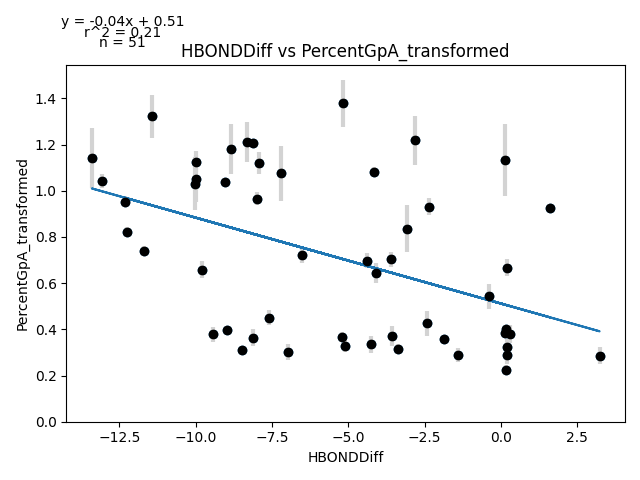 y = -0.04x + 0.51
r^2 = 0.21
n = 51
HBONDDiff vs PercentGpA_transformed
PercentGpA_transformed
1.4
1.2
1.0
0.8
0.6
0.4
0.2
0.0
−12.5 −10.0 −7.5 −5.0 −2.5 0.0 2.5
HBONDDiff